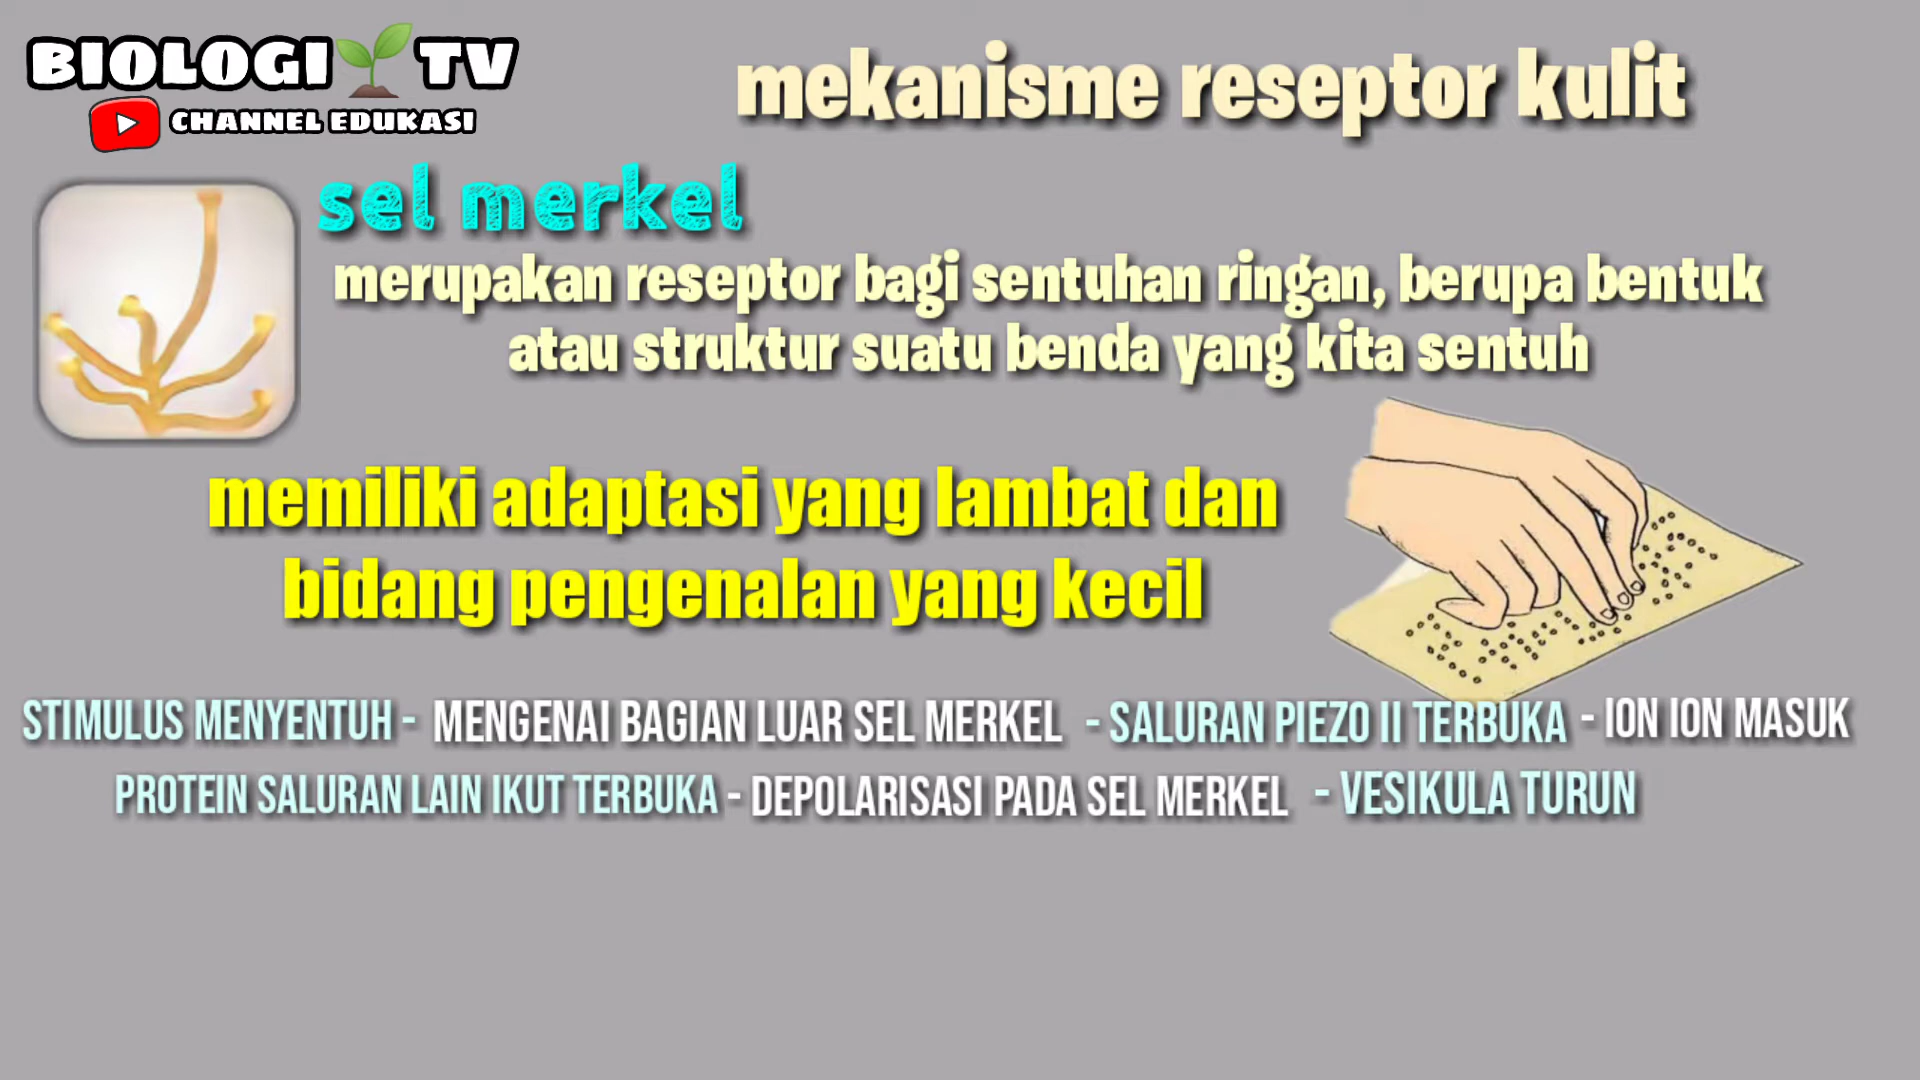 BIOLOGI TV
CHANNEL EDUKASI
mekanisme reseptor kulit
sel merkel
merupakan reseptor bagi sentuhan ringan, berupa bentuk
atau struktur suatu benda yang kita sentuh
memiliki adaptasi yang lambat dan
bidang pengenalan yang kecil
STIMULUS MENYENTUH - MENGENAI BAGIAN LUAR SEL MERKEL - SALURAN PIEZO II TERBUKA - ION ION MASUK
PROTEIN SALURAN LAIN IKUT TERBUKA - DEPOLARISASI PADA SEL MERKEL - VESIKULA TURUN